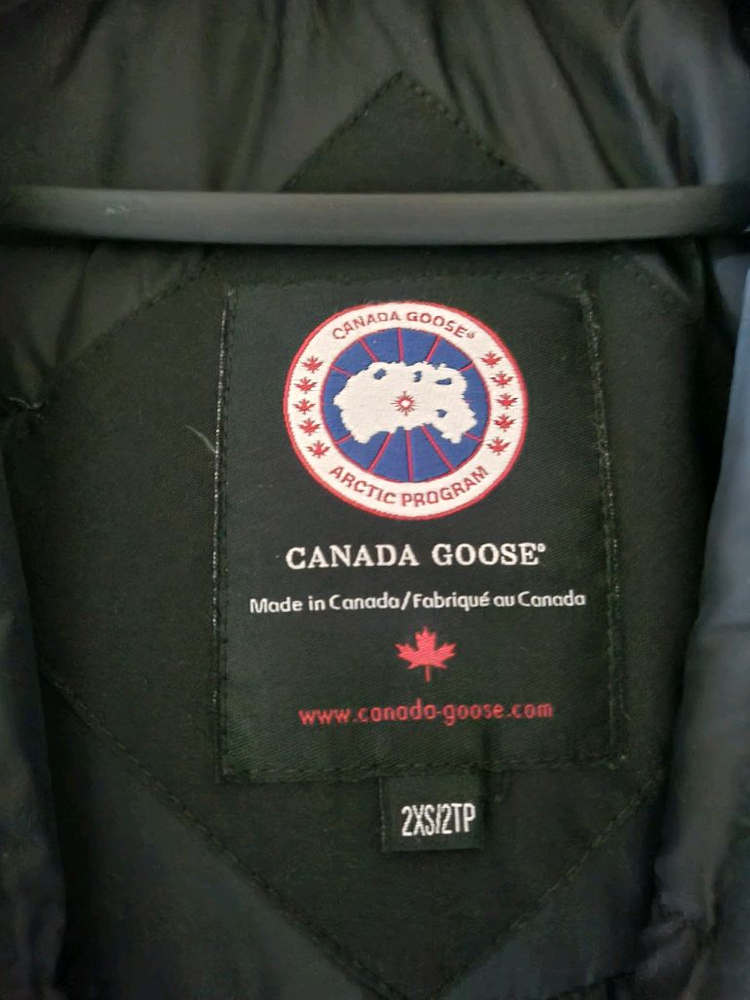 CANADA GOOSE®
ARCTIC PROGRAM
CANADA GOOSE®
Made in Canada/Fabriqué au Canada
www.canada-goose.com
2XS/2TP